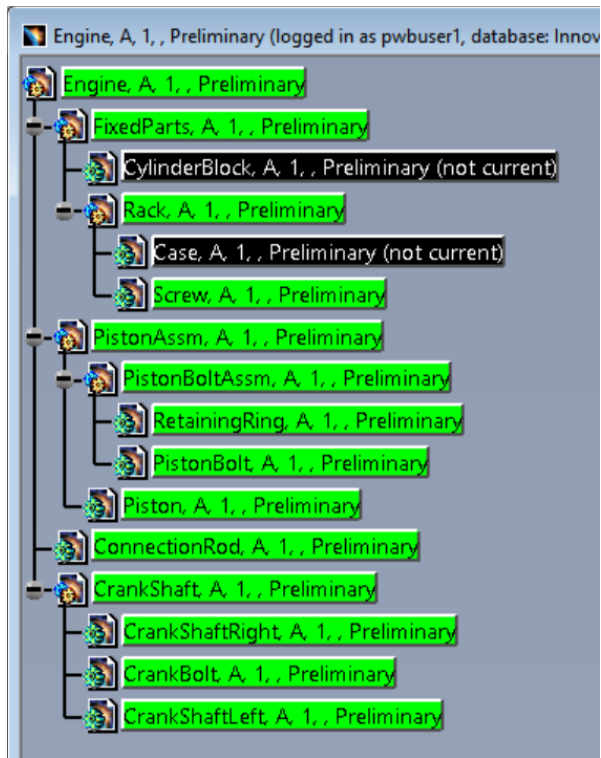 Engine, A, 1, , Preliminary (logged in as pwbuser1, database: Innov
Engine, A, 1, , Preliminary
FixedParts, A, 1, , Preliminary
CylinderBlock, A, 1, , Preliminary (not current)
Rack, A, 1, , Preliminary
Case, A, 1, , Preliminary (not current)
Screw, A, 1, , Preliminary
PistonAssm, A, 1, , Preliminary
PistonBoltAssm, A, 1, , Preliminary
RetainingRing, A, 1, , Preliminary
PistonBolt, A, 1, , Preliminary
Piston, A, 1, , Preliminary
ConnectionRod, A, 1, , Preliminary
CrankShaft, A, 1, , Preliminary
CrankShaftRight, A, 1, , Preliminary
CrankBolt, A, 1, , Preliminary
CrankShaftLeft, A, 1, , Preliminary